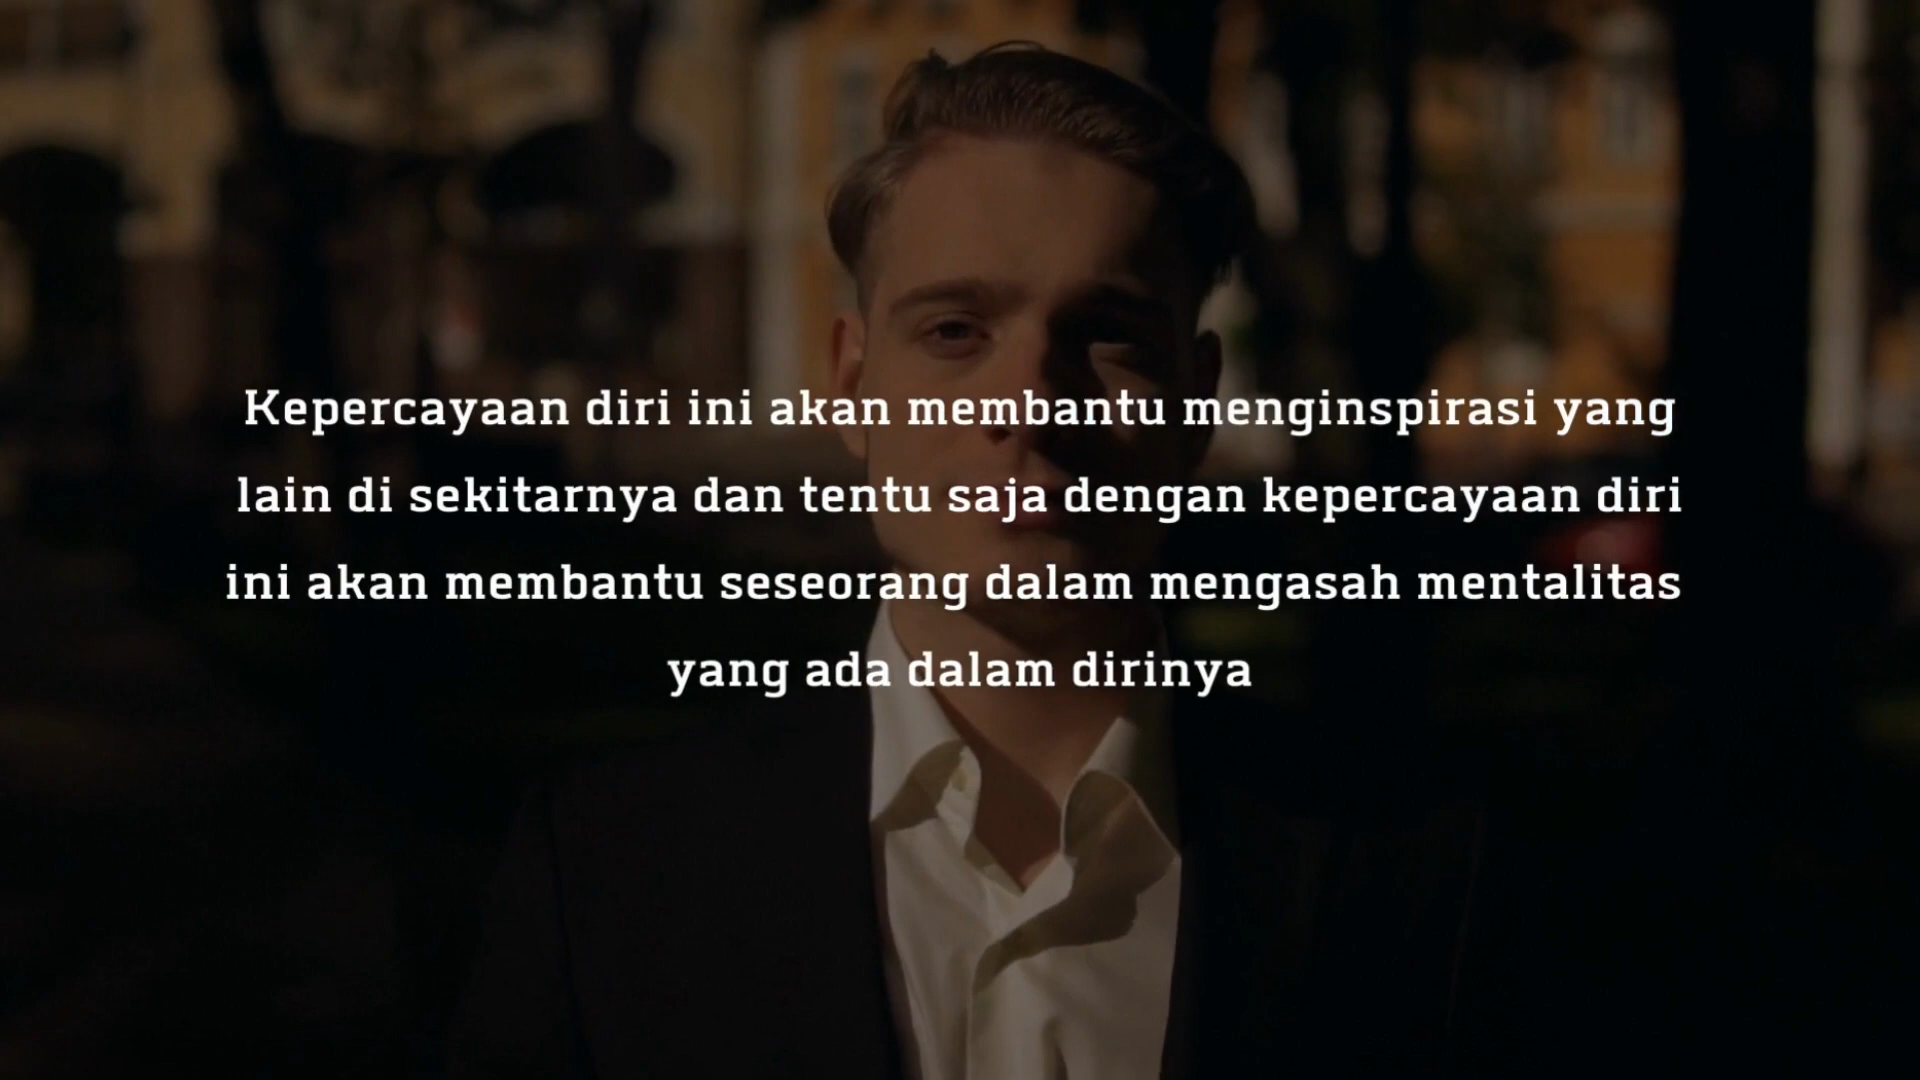 Kepercayaan diri ini akan membantu menginspirasi yang
lain di sekitarnya dan tentu saja dengan kepercayaan diri
ini akan membantu seseorang dalam mengasah mentalitas
yang ada dalam dirinya